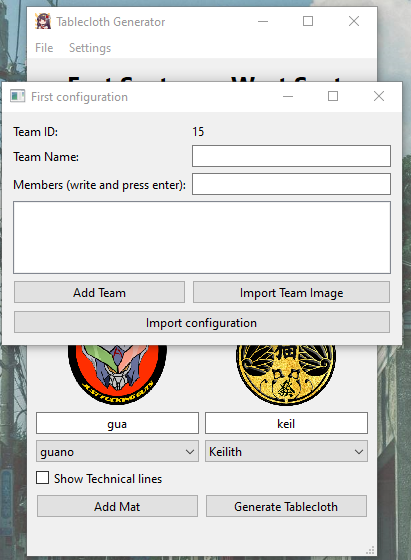 Tablecloth Generator
File Settings
First configuration
Team ID: 15
Team Name:
Members (write and press enter):
Add Team Import Team Image
Import configuration
gua keil
guano Keilith
Show Technical lines
Add Mat Generate Tablecloth